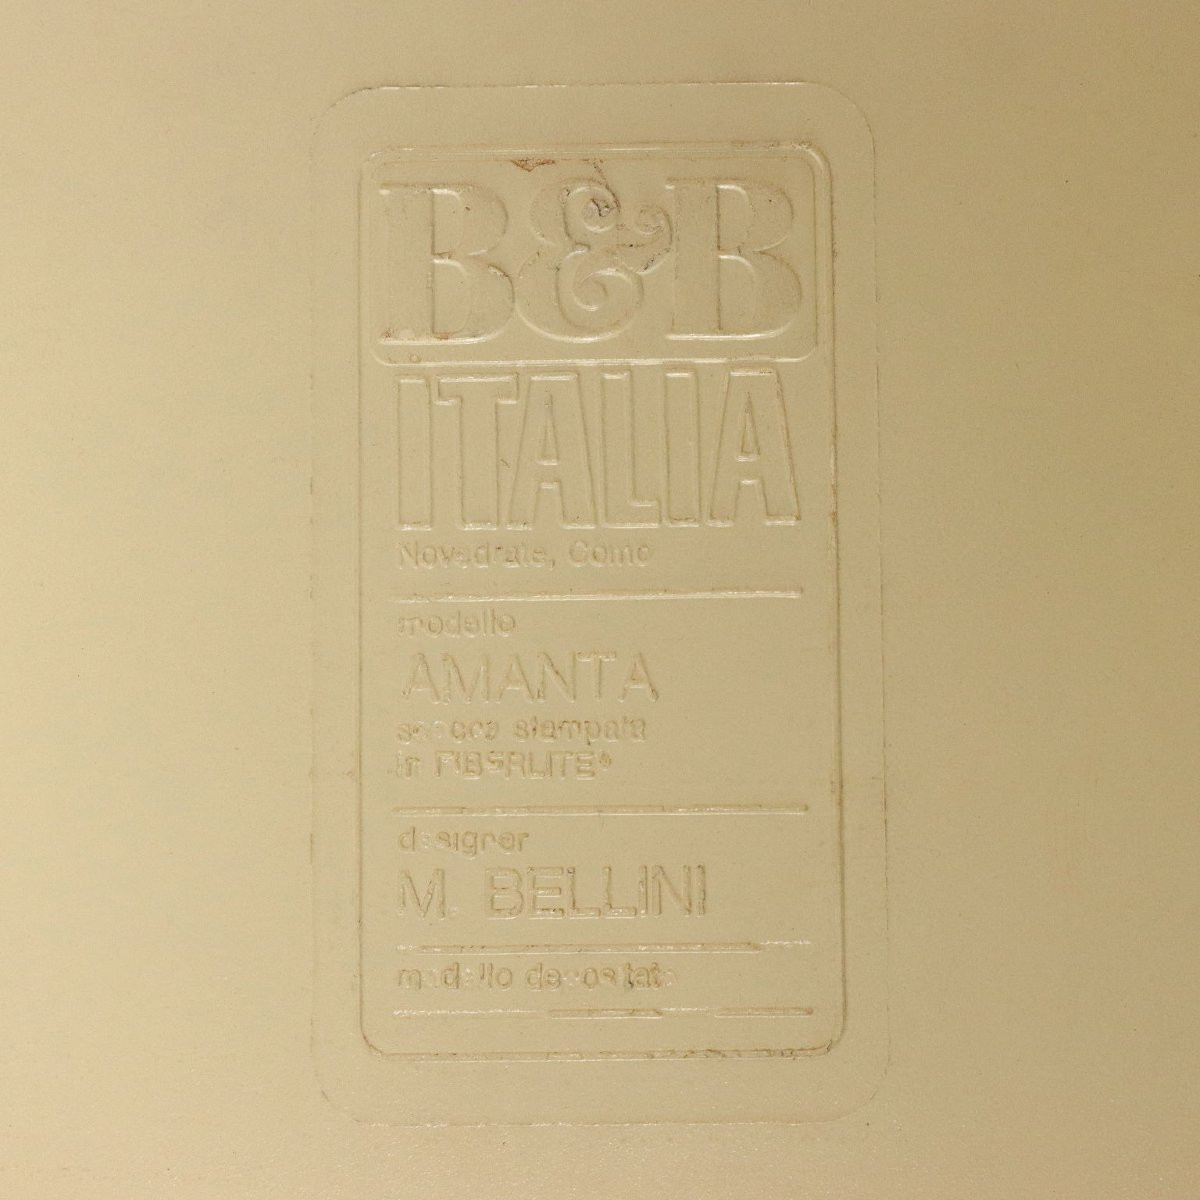 B&B
ITALIA
Novedrate, Como
modello
AMANTA
scocca stampata
in FIBERLITE®
designer
M. BELLINI
modello depositato